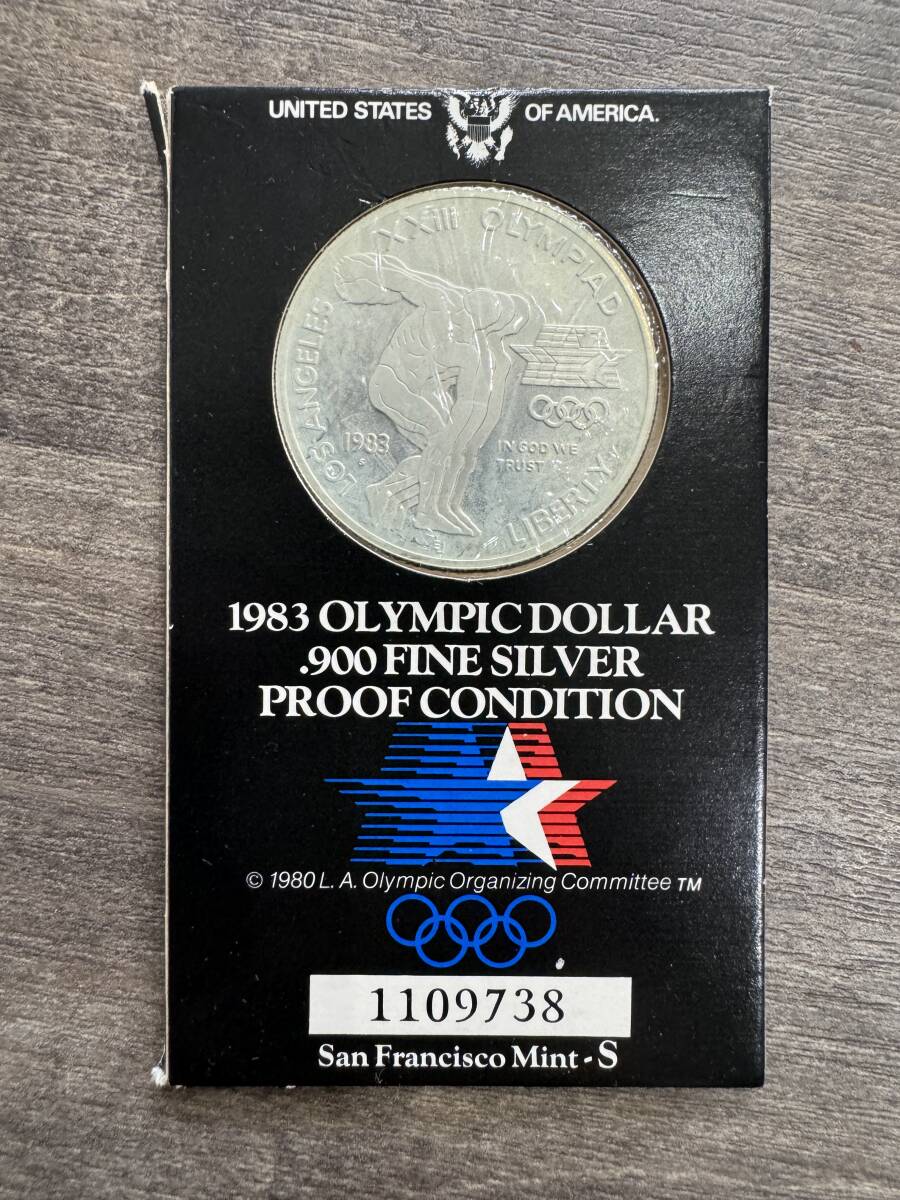 UNITED STATES OF AMERICA.
XXIII OLYMPIAD
LOS ANGELES
1983
S
IN GOD WE
TRUST
LIBERTY
1983 OLYMPIC DOLLAR
.900 FINE SILVER
PROOF CONDITION
© 1980 L. A. Olympic Organizing Committee TM
1109738
San Francisco Mint - S